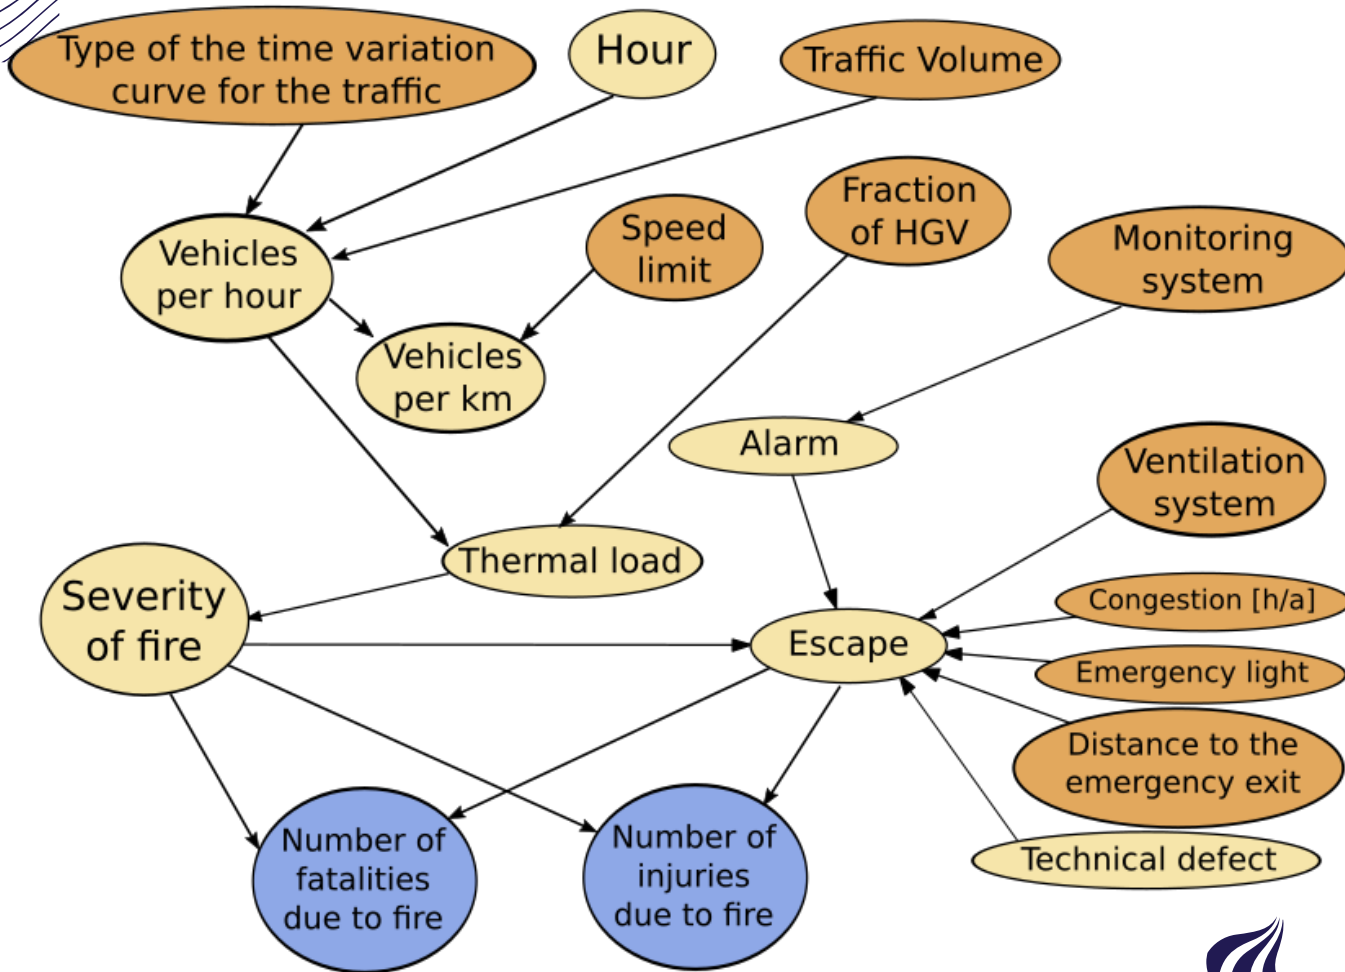 Type of the time variation
curve for the traffic
Hour
Traffic Volume
Fraction
of HGV
Speed
limit
Monitoring
system
Vehicles
per hour
Vehicles
per km
Alarm
Ventilation
system
Thermal load
Severity
of fire
Escape
Congestion [h/a]
Emergency light
Distance to the
emergency exit
Technical defect
Number of
fatalities
due to fire
Number of
injuries
due to fire